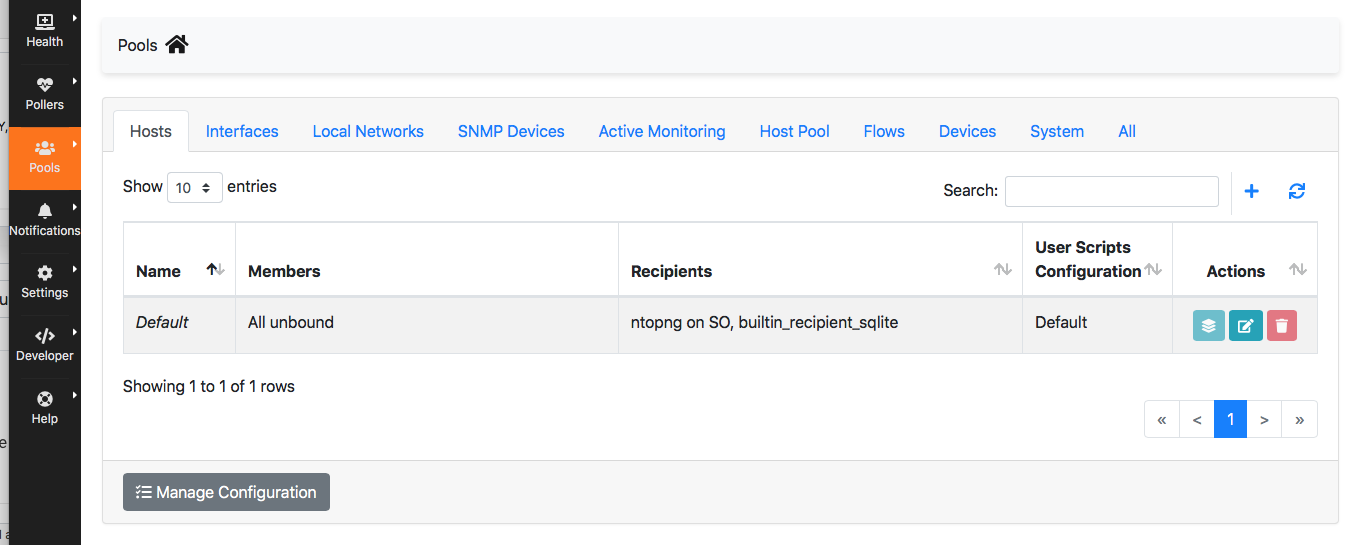 Health
Pollers
Pools
Notifications
Settings
Developer
Help
Pools
Hosts Interfaces Local Networks SNMP Devices Active Monitoring Host Pool Flows Devices System All
Show 10 entries Search:
Name Members Recipients User Scripts Configuration Actions
Default All unbound ntopng on SO, builtin_recipient_sqlite Default
Showing 1 to 1 of 1 rows
« < 1 > »
Manage Configuration